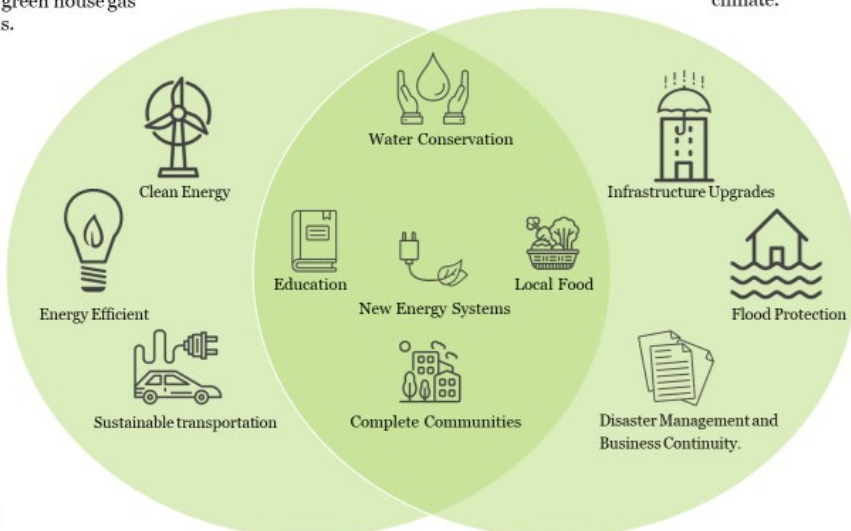 green house gas
s.
climate.
Water Conservation
Clean Energy
Infrastructure Upgrades
Education
New Energy Systems
Local Food
Energy Efficient
Flood Protection
Sustainable transportation
Complete Communities
Disaster Management and
Business Continuity.